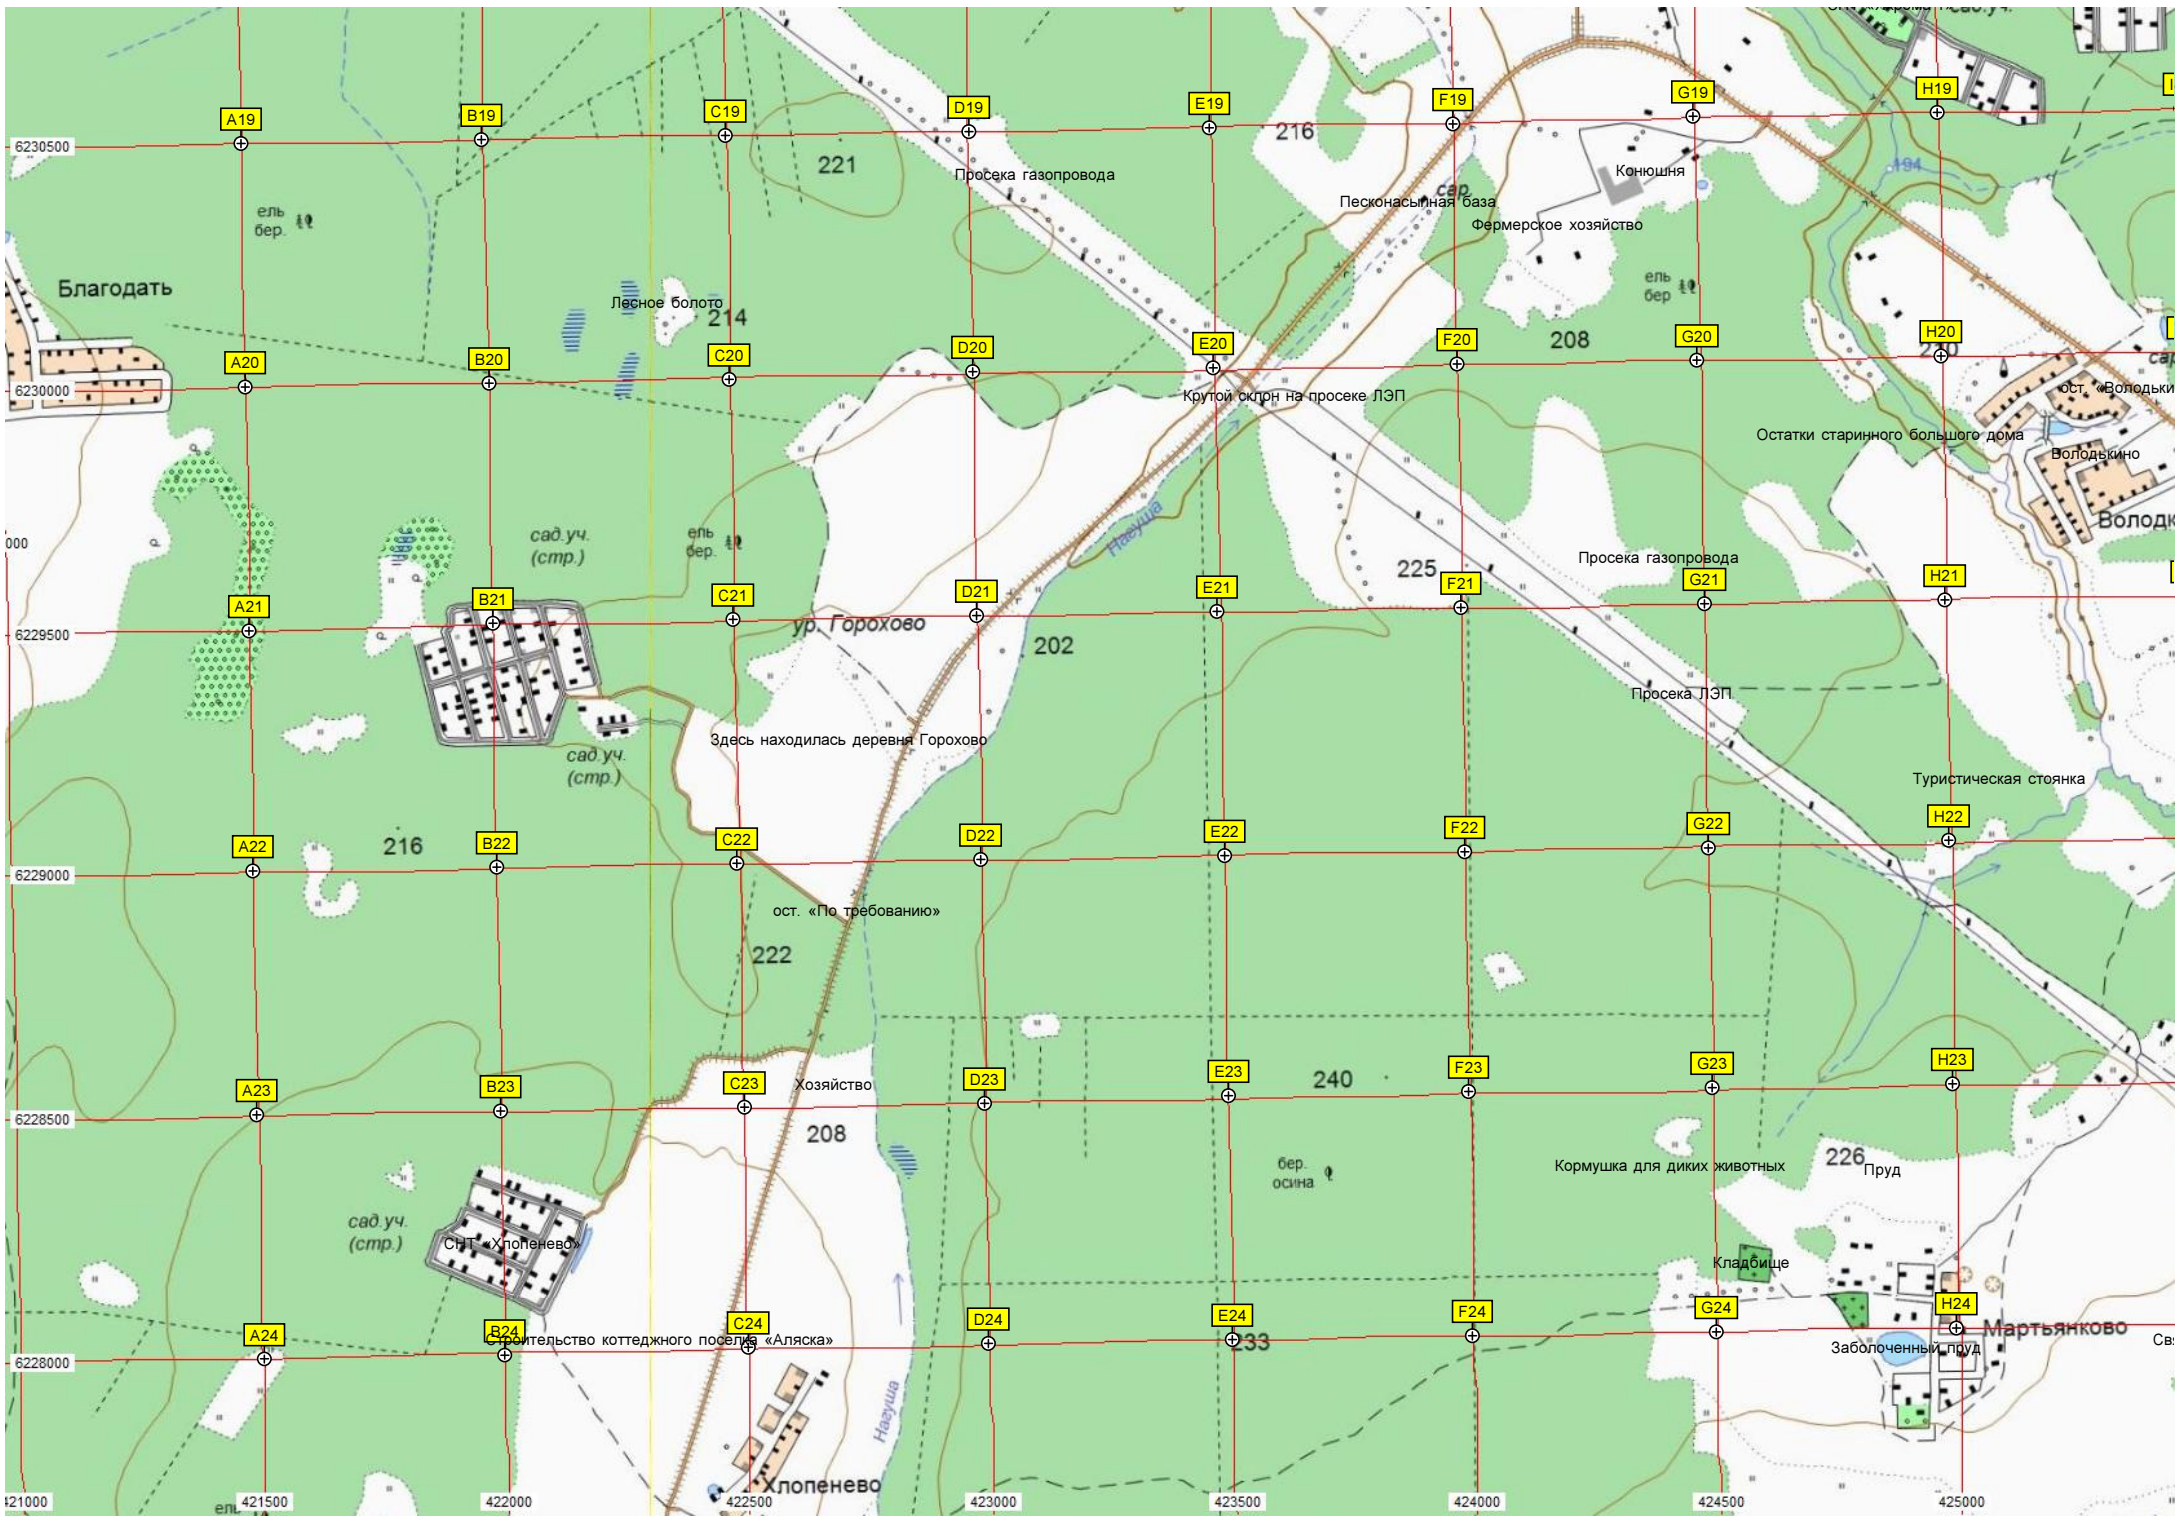 A19
B19
C19
D19
E19
F19
G19
H19
6230500
221
216
Просека газопровода
Конюшня
194
сар.
Песконасыпная база
Фермерское хозяйство
ель
бер.
ель
бер
Благодать
Лесное болото
214
208
A20
B20
C20
D20
E20
F20
G20
H20
6230000
Крутой склон на просеке ЛЭП
ост. «Володьки
Остатки старинного большого дома
Володькино
Нагуша
сад.уч.
(стр.)
ель
бер.
000
225
Просека газопровода
A21
B21
C21
D21
E21
F21
G21
H21
6229500
ур. Горохово
202
Просека ЛЭП
Здесь находилась деревня Горохово
сад.уч.
(стр.)
Туристическая стоянка
216
A22
B22
C22
D22
E22
F22
G22
H22
6229000
ост. «По требованию»
222
A23
B23
C23
D23
E23
F23
G23
H23
Хозяйство
240
6228500
208
226
Пруд
бер.
осина
Кормушка для диких животных
сад.уч.
(стр.)
СНТ «Хлопенево»
Кладбище
A24
B24
C24
D24
E24
F24
G24
H24
Строительство коттеджного поселка «Аляска»
233
Мартьянково
Заболоченный пруд
6228000
Нагуша
Хлопенево
421000
421500
422000
422500
423000
423500
424000
424500
425000